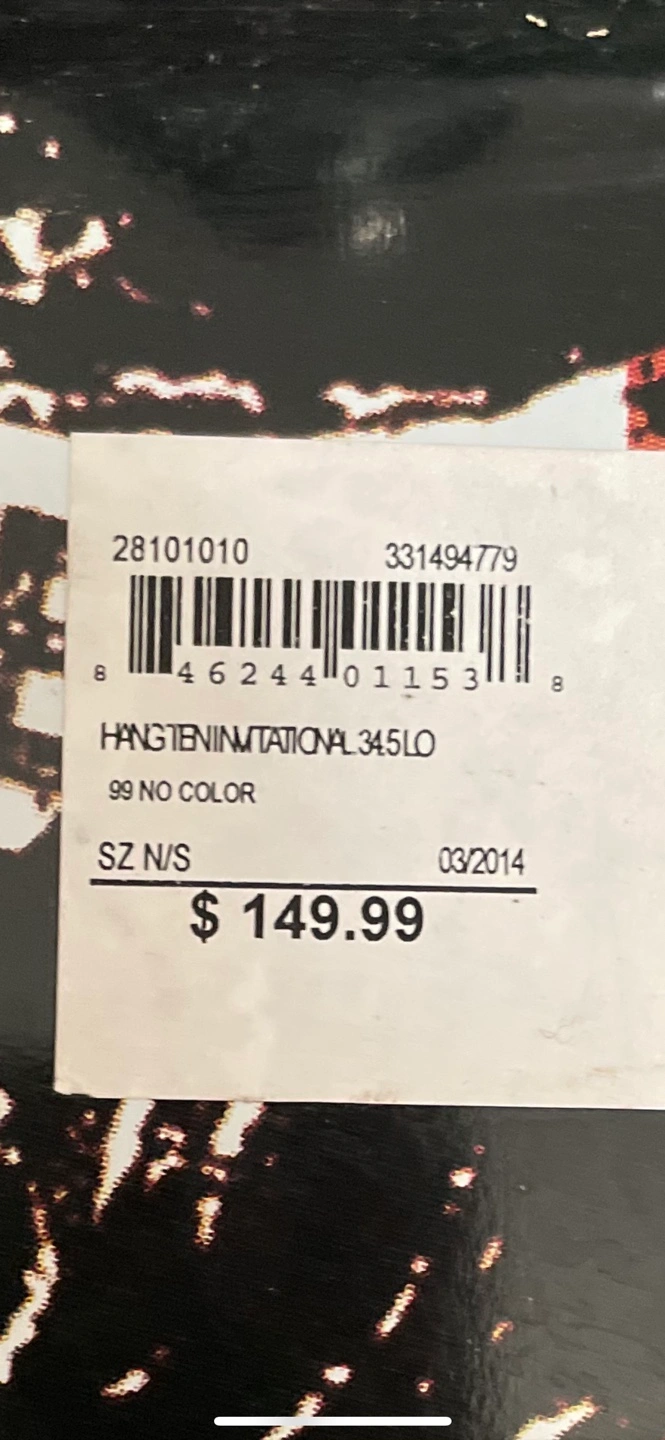 28101010 331494779
8 46244 01153 8
HANG TEN INVITATIONAL 34.5 LO
99 NO COLOR
SZ N/S 03/2014
$ 149.99